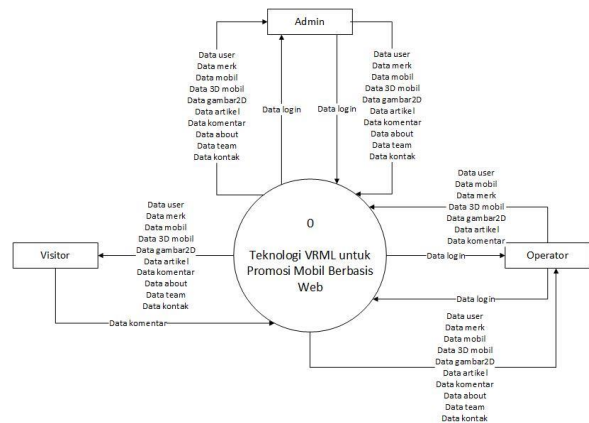 Admin
Data user
Data merk
Data mobil
Data 3D mobil
Data gambar2D
Data artikel
Data komentar
Data about
Data team
Data kontak
Data login
Data login
Data user
Data merk
Data mobil
Data 3D mobil
Data gambar2D
Data artikel
Data komentar
Data about
Data team
Data kontak
Data user
Data mobil
Data merk
Data 3D mobil
Data gambar2D
Data artikel
Data komentar
Data user
Data merk
Data mobil
Data 3D mobil
Data gambar2D
Data artikel
Data komentar
Data about
Data team
Data kontak
Visitor
0
Teknologi VRML untuk
Promosi Mobil Berbasis
Web
Data login
Operator
Data login
Data komentar
Data user
Data merk
Data mobil
Data 3D mobil
Data gambar2D
Data artikel
Data komentar
Data about
Data team
Data kontak